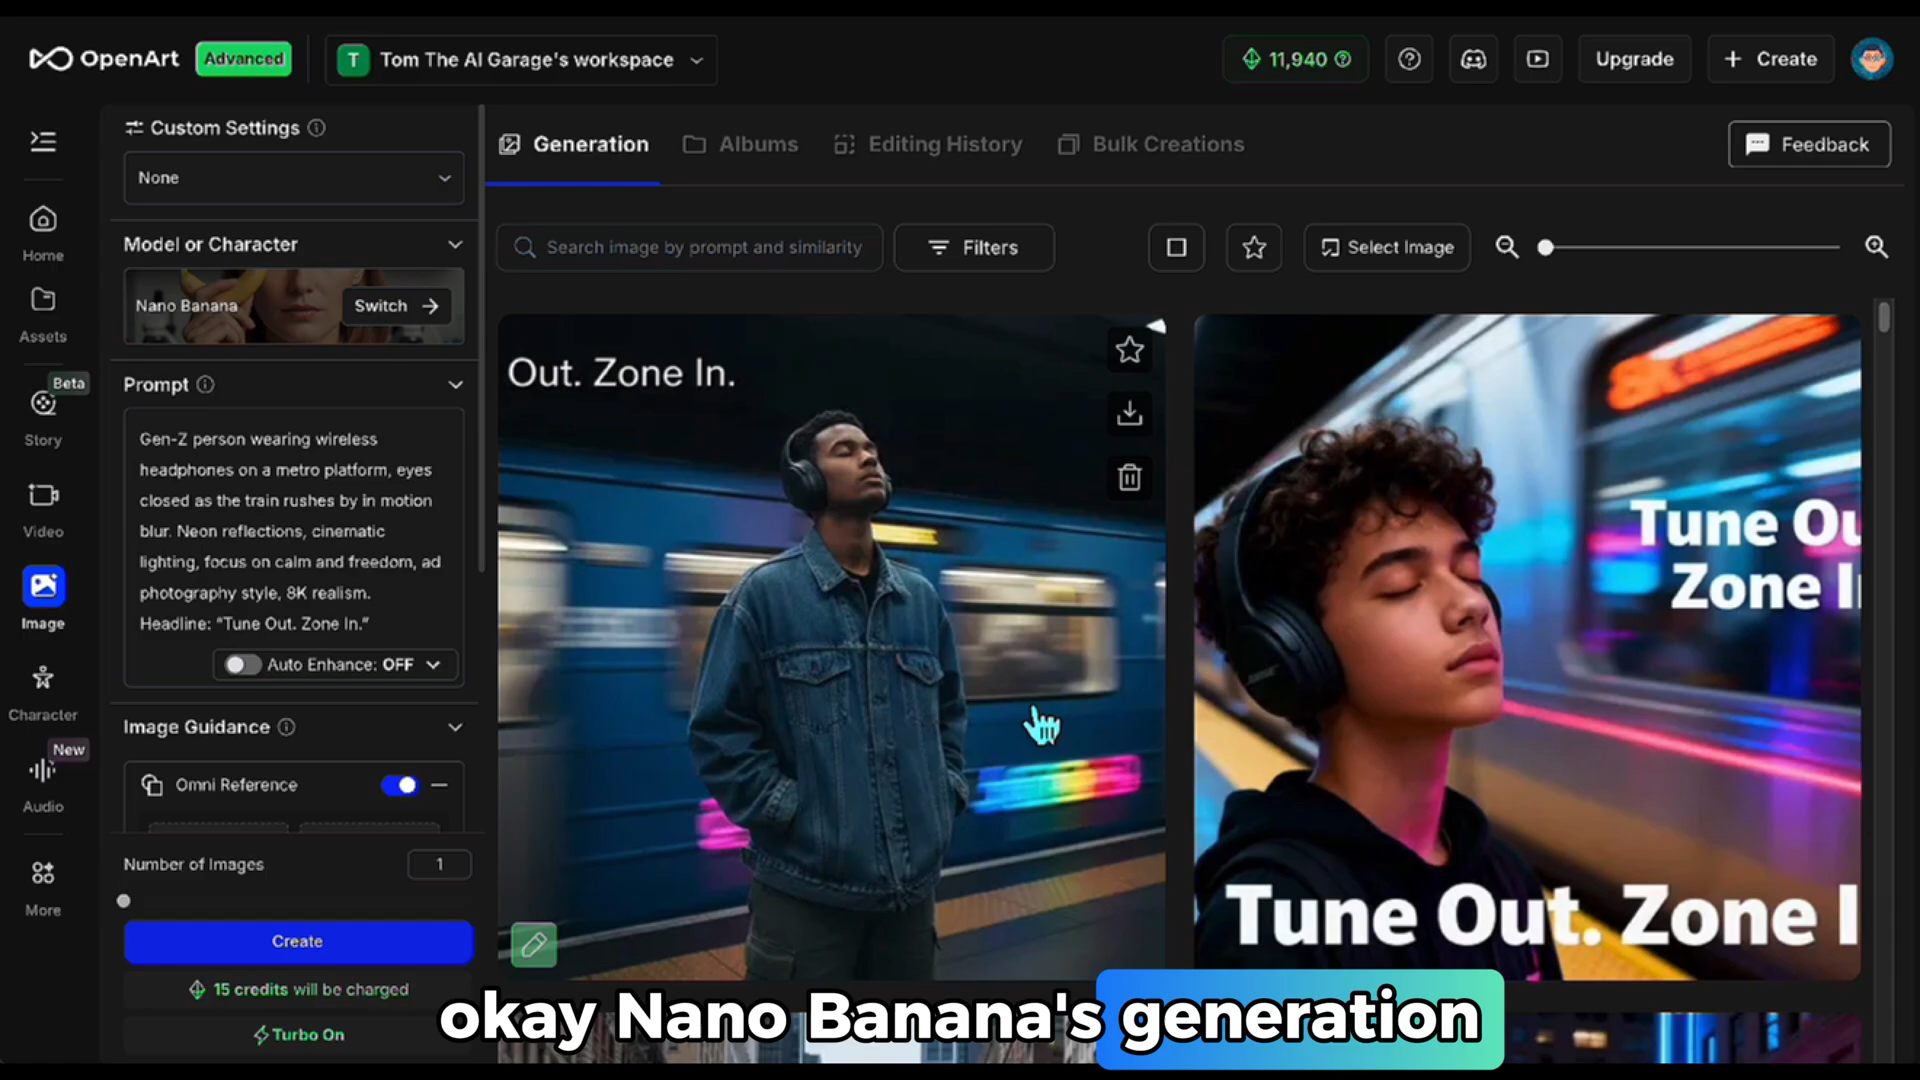 OpenArt
Advanced
T
Tom The AI Garage's workspace
11,940
Upgrade
+ Create
Custom Settings
None
Model or Character
Nano Banana
Switch →
Prompt
Gen-Z person wearing wireless
headphones on a metro platform, eyes
closed as the train rushes by in motion
blur. Neon reflections, cinematic
lighting, focus on calm and freedom, ad
photography style, 8K realism.
Headline: “Tune Out. Zone In.”
Auto Enhance: OFF
Image Guidance
Omni Reference
Number of Images
1
Create
15 credits will be charged
Turbo On
Home
Assets
Beta
Story
Video
Image
Character
New
Audio
More
Generation
Albums
Editing History
Bulk Creations
Feedback
Search image by prompt and similarity
Filters
Select Image
Out. Zone In.
Tune Ou
Zone I
Tune Out. Zone I
okay Nano Banana's generation